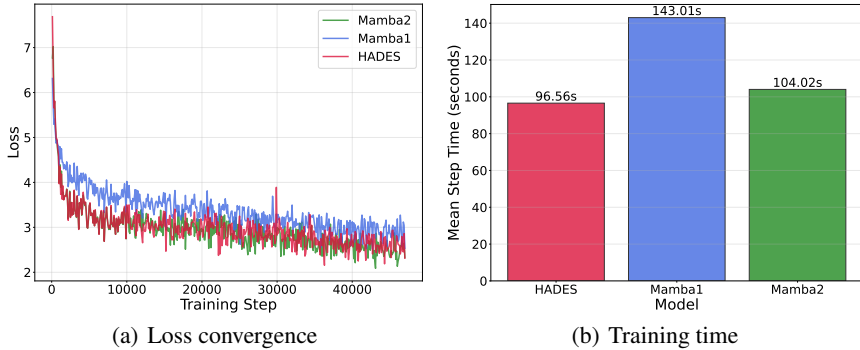 Mamba2
Mamba1
HADES
7
6
5
4
3
2
Loss
0
10000
20000
30000
40000
Training Step
(a) Loss convergence
143.01s
104.02s
96.56s
140
120
100
80
60
40
20
0
Mean Step Time (seconds)
HADES
Mamba1
Mamba2
Model
(b) Training time